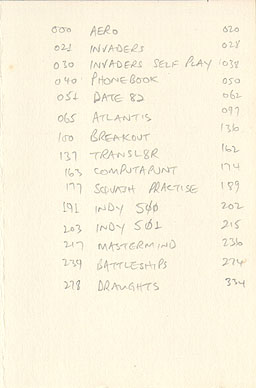 000 AERO 020
021 INVADERS 028
030 INVADERS SELF PLAY 038
040 PHONEBOOK 050
051 DATE 82 062
065 ATLANTIS 097
100 BREAKOUT 136
137 TRANSL8R 162
163 COMPUTAPUNT 174
177 SQUASH PRACTISE 189
191 INDY 500 202
203 INDY 501 215
217 MASTERMIND 236
239 BATTLESHIPS 274
278 DRAUGHTS 334